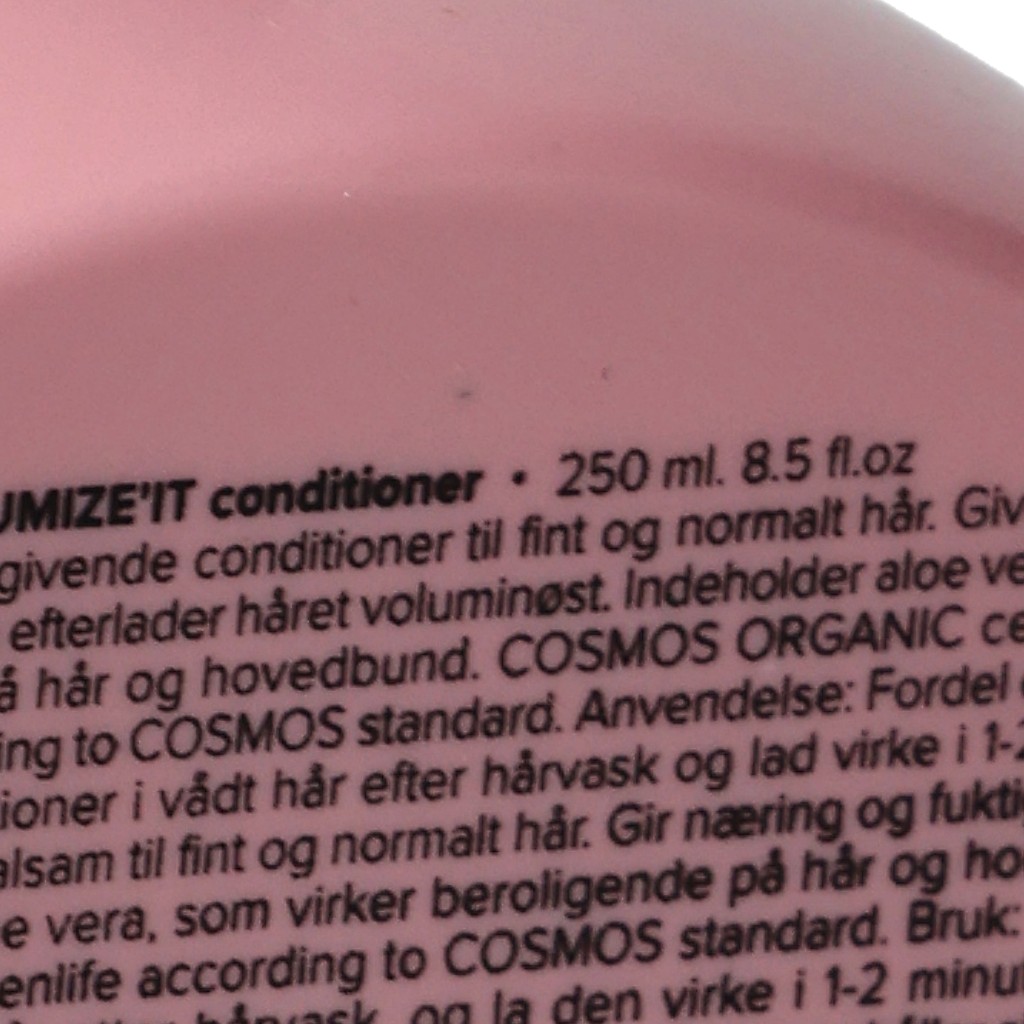 UMIZE'IT conditioner • 250 ml. 8.5 fl.oz
givende conditioner til fint og normalt hår. Giv
efterlader håret voluminøst. Indeholder aloe ve
å hår og hovedbund. COSMOS ORGANIC ce
ing to COSMOS standard. Anvendelse: Fordel
ioner i vådt hår efter hårvask og lad virke i 1-2
alsam til fint og normalt hår. Gir næring og fukti
e vera, som virker beroligende på hår og ho
enlife according to COSMOS standard. Bruk:
hårvask, og la den virke i 1-2 minu